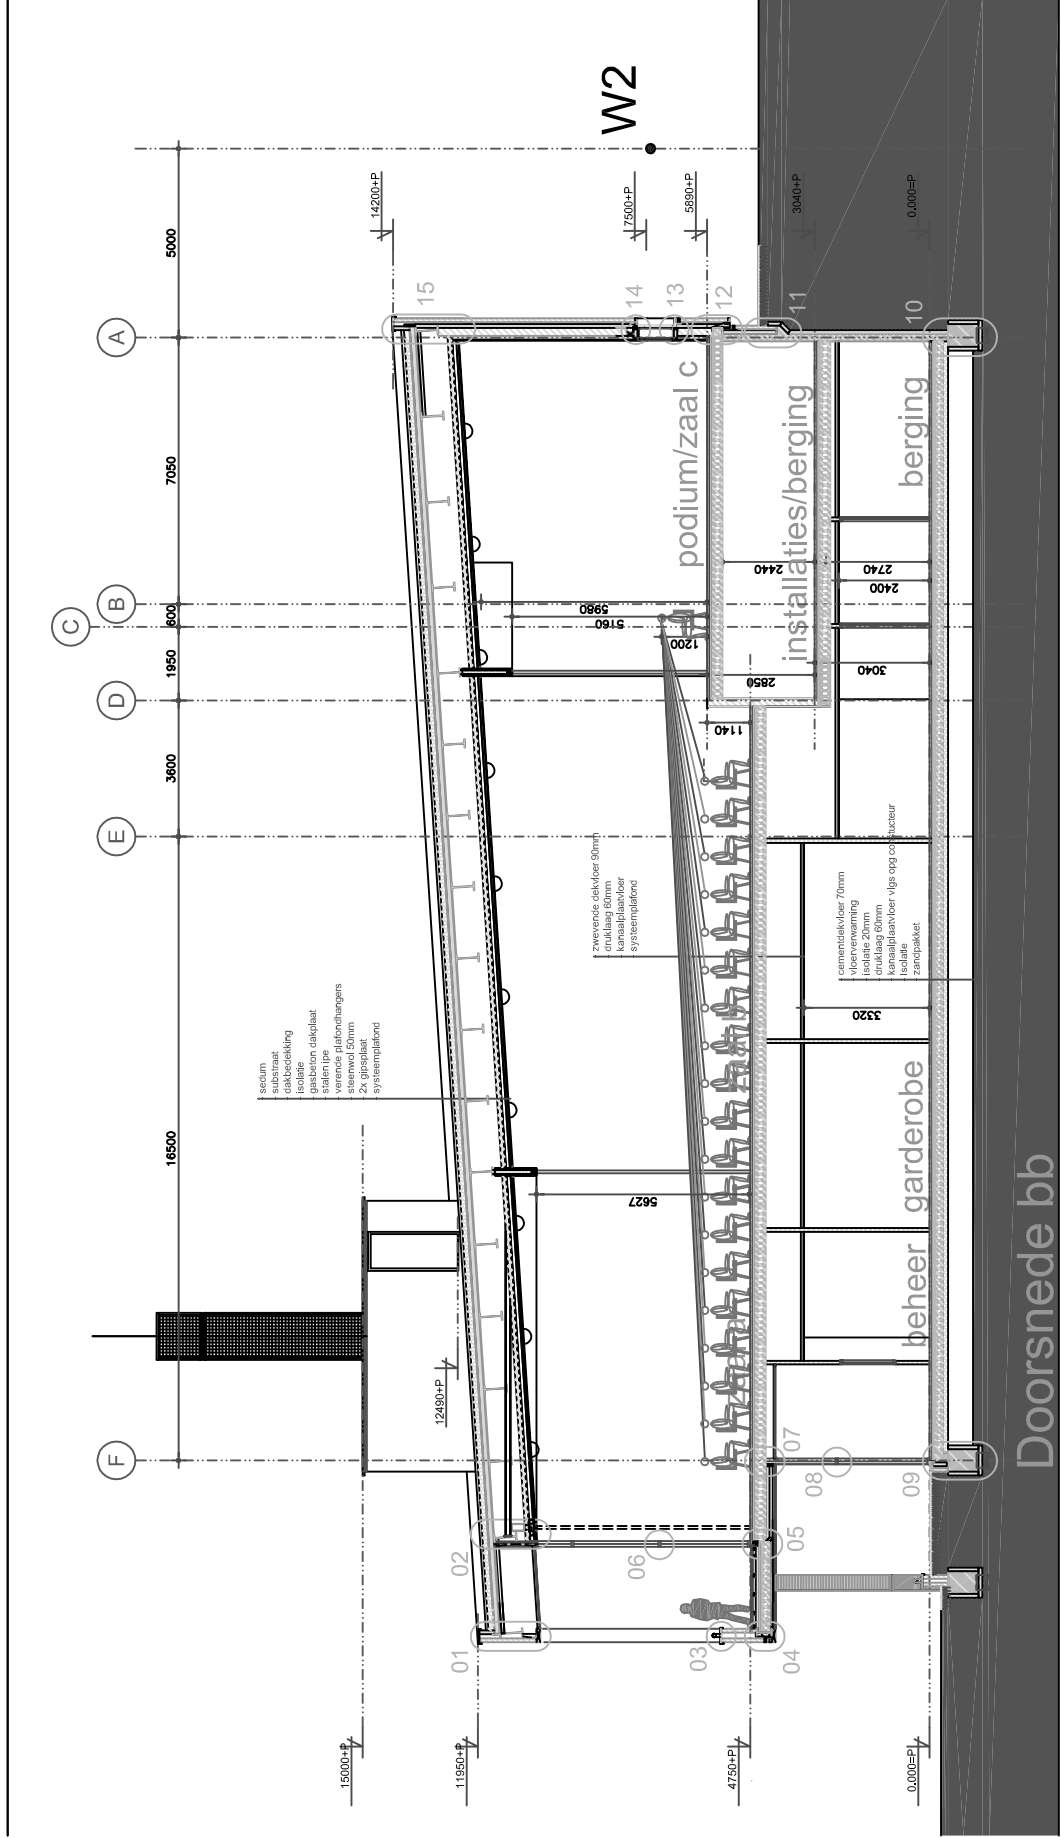 F
E
D
C
B
A
16500
3600
1950
600
7050
5000
W2
15000+P
11950+P
4750+P
0.000=P
12490+P
14200+P
7500+P
5890+P
3040+P
0.000=P
sedum
substraat
dakbedekking
isolatie
gasbeton dakplaat
stalen ipe
verende plafondhangers
steenwol 50mm
2x gipsplaat
systeemplafond
zwevende dekvloer 90mm
druklaag 60mm
kanaalplaatvloer
systeemplafond
cementdekvloer 70mm
vloerverwarming
isolatie 20mm
druklaag 60mm
kanaalplaatvloer vlgs opg constucteur
Isolatie
zandpakket
01
02
03
04
05
06
07
08
09
10
11
12
13
14
15
5627
3320
5980
5160
1200
1140
2850
2440
3040
2740
2400
podium/zaal c
installaties/berging
berging
garderobe
beheer
Doorsnede bb